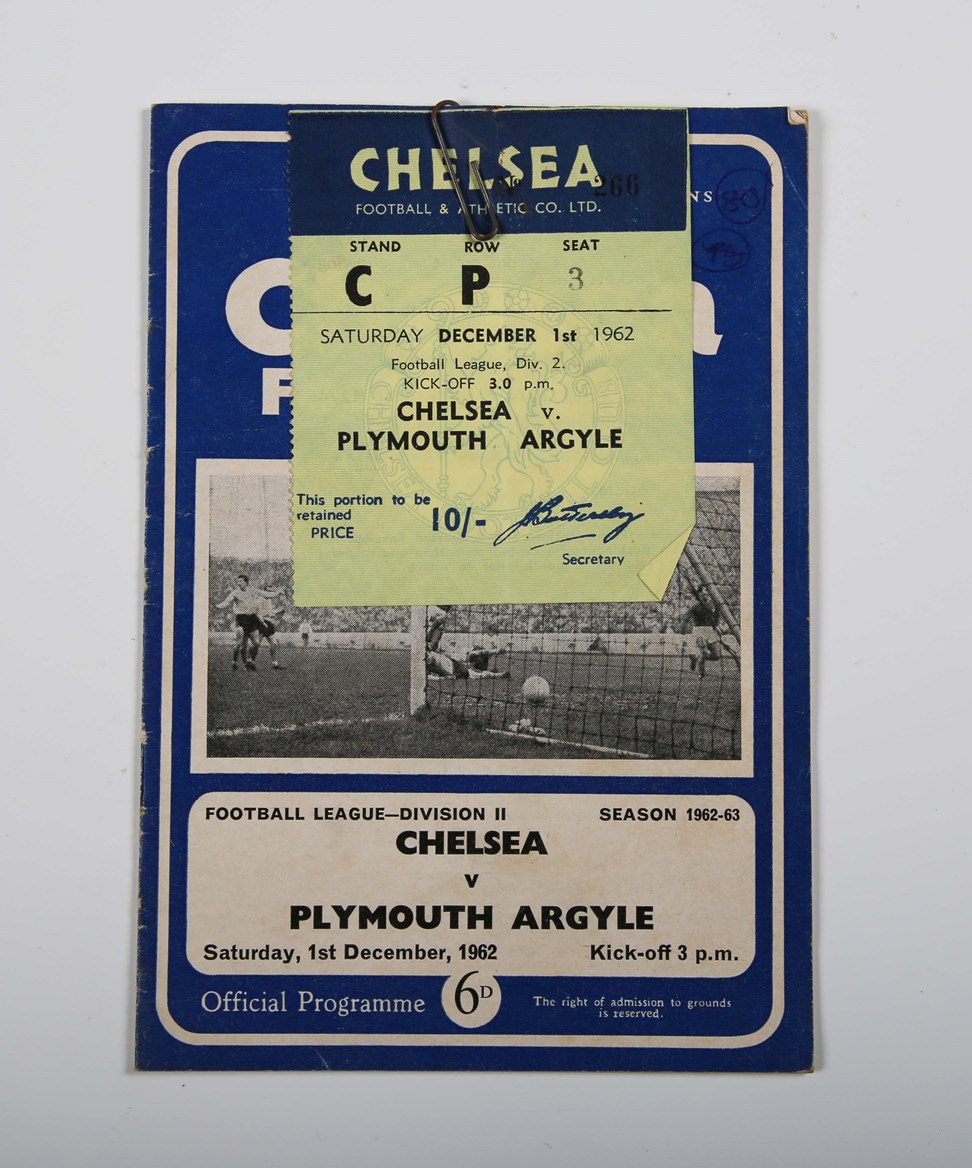 CHELSEA
No 266
FOOTBALL & ATHLETIC CO. LTD.
STAND ROW SEAT
C P 3
SATURDAY DECEMBER 1st 1962
Football League, Div. 2.
KICK-OFF 3.0 p.m.
CHELSEA v.
PLYMOUTH ARGYLE
This portion to be
retained
PRICE
10/-
Secretary
NS
80
FOOTBALL LEAGUE—DIVISION II SEASON 1962-63
CHELSEA
v
PLYMOUTH ARGYLE
Saturday, 1st December, 1962 Kick-off 3 p.m.
Official Programme 6D The right of admission to grounds
is reserved.